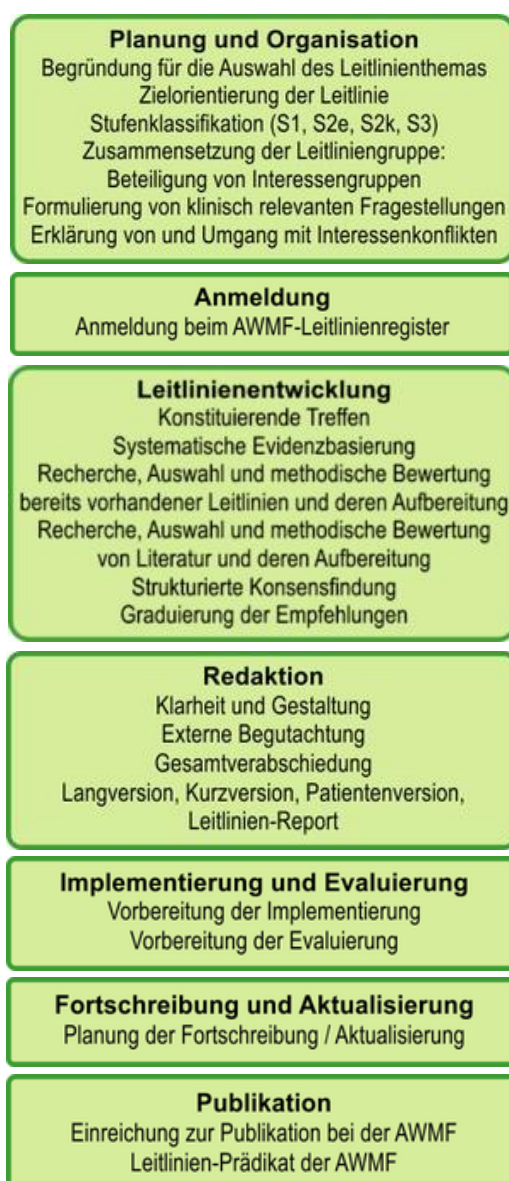 Planung und Organisation
Begründung für die Auswahl des Leitlinienthemas
Zielorientierung der Leitlinie
Stufenklassifikation (S1, S2e, S2k, S3)
Zusammensetzung der Leitliniengruppe:
Beteiligung von Interessengruppen
Formulierung von klinisch relevanten Fragestellungen
Erklärung von und Umgang mit Interessenkonflikten
Anmeldung
Anmeldung beim AWMF-Leitlinienregister
Leitlinienentwicklung
Konstituierende Treffen
Systematische Evidenzbasierung
Recherche, Auswahl und methodische Bewertung
bereits vorhandener Leitlinien und deren Aufbereitung
Recherche, Auswahl und methodische Bewertung
von Literatur und deren Aufbereitung
Strukturierte Konsensfindung
Graduierung der Empfehlungen
Redaktion
Klarheit und Gestaltung
Externe Begutachtung
Gesamtverabschiedung
Langversion, Kurzversion, Patientenversion,
Leitlinien-Report
Implementierung und Evaluierung
Vorbereitung der Implementierung
Vorbereitung der Evaluierung
Fortschreibung und Aktualisierung
Planung der Fortschreibung / Aktualisierung
Publikation
Einreichung zur Publikation bei der AWMF
Leitlinien-Prädikat der AWMF